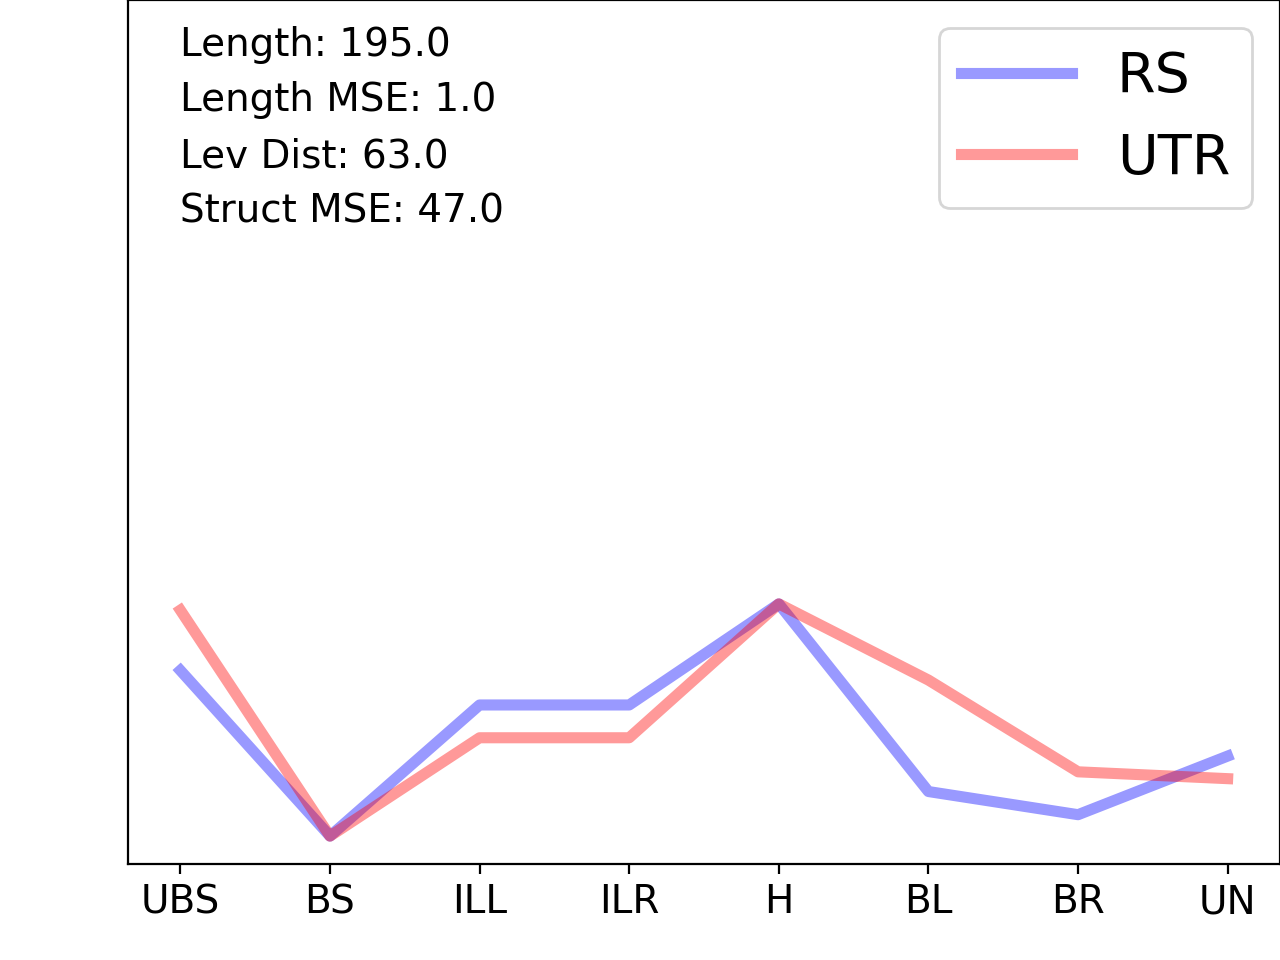 Length: 195.0
Length MSE: 1.0
Lev Dist: 63.0
Struct MSE: 47.0
RS
UTR
UBS BS ILL ILR H BL BR UN